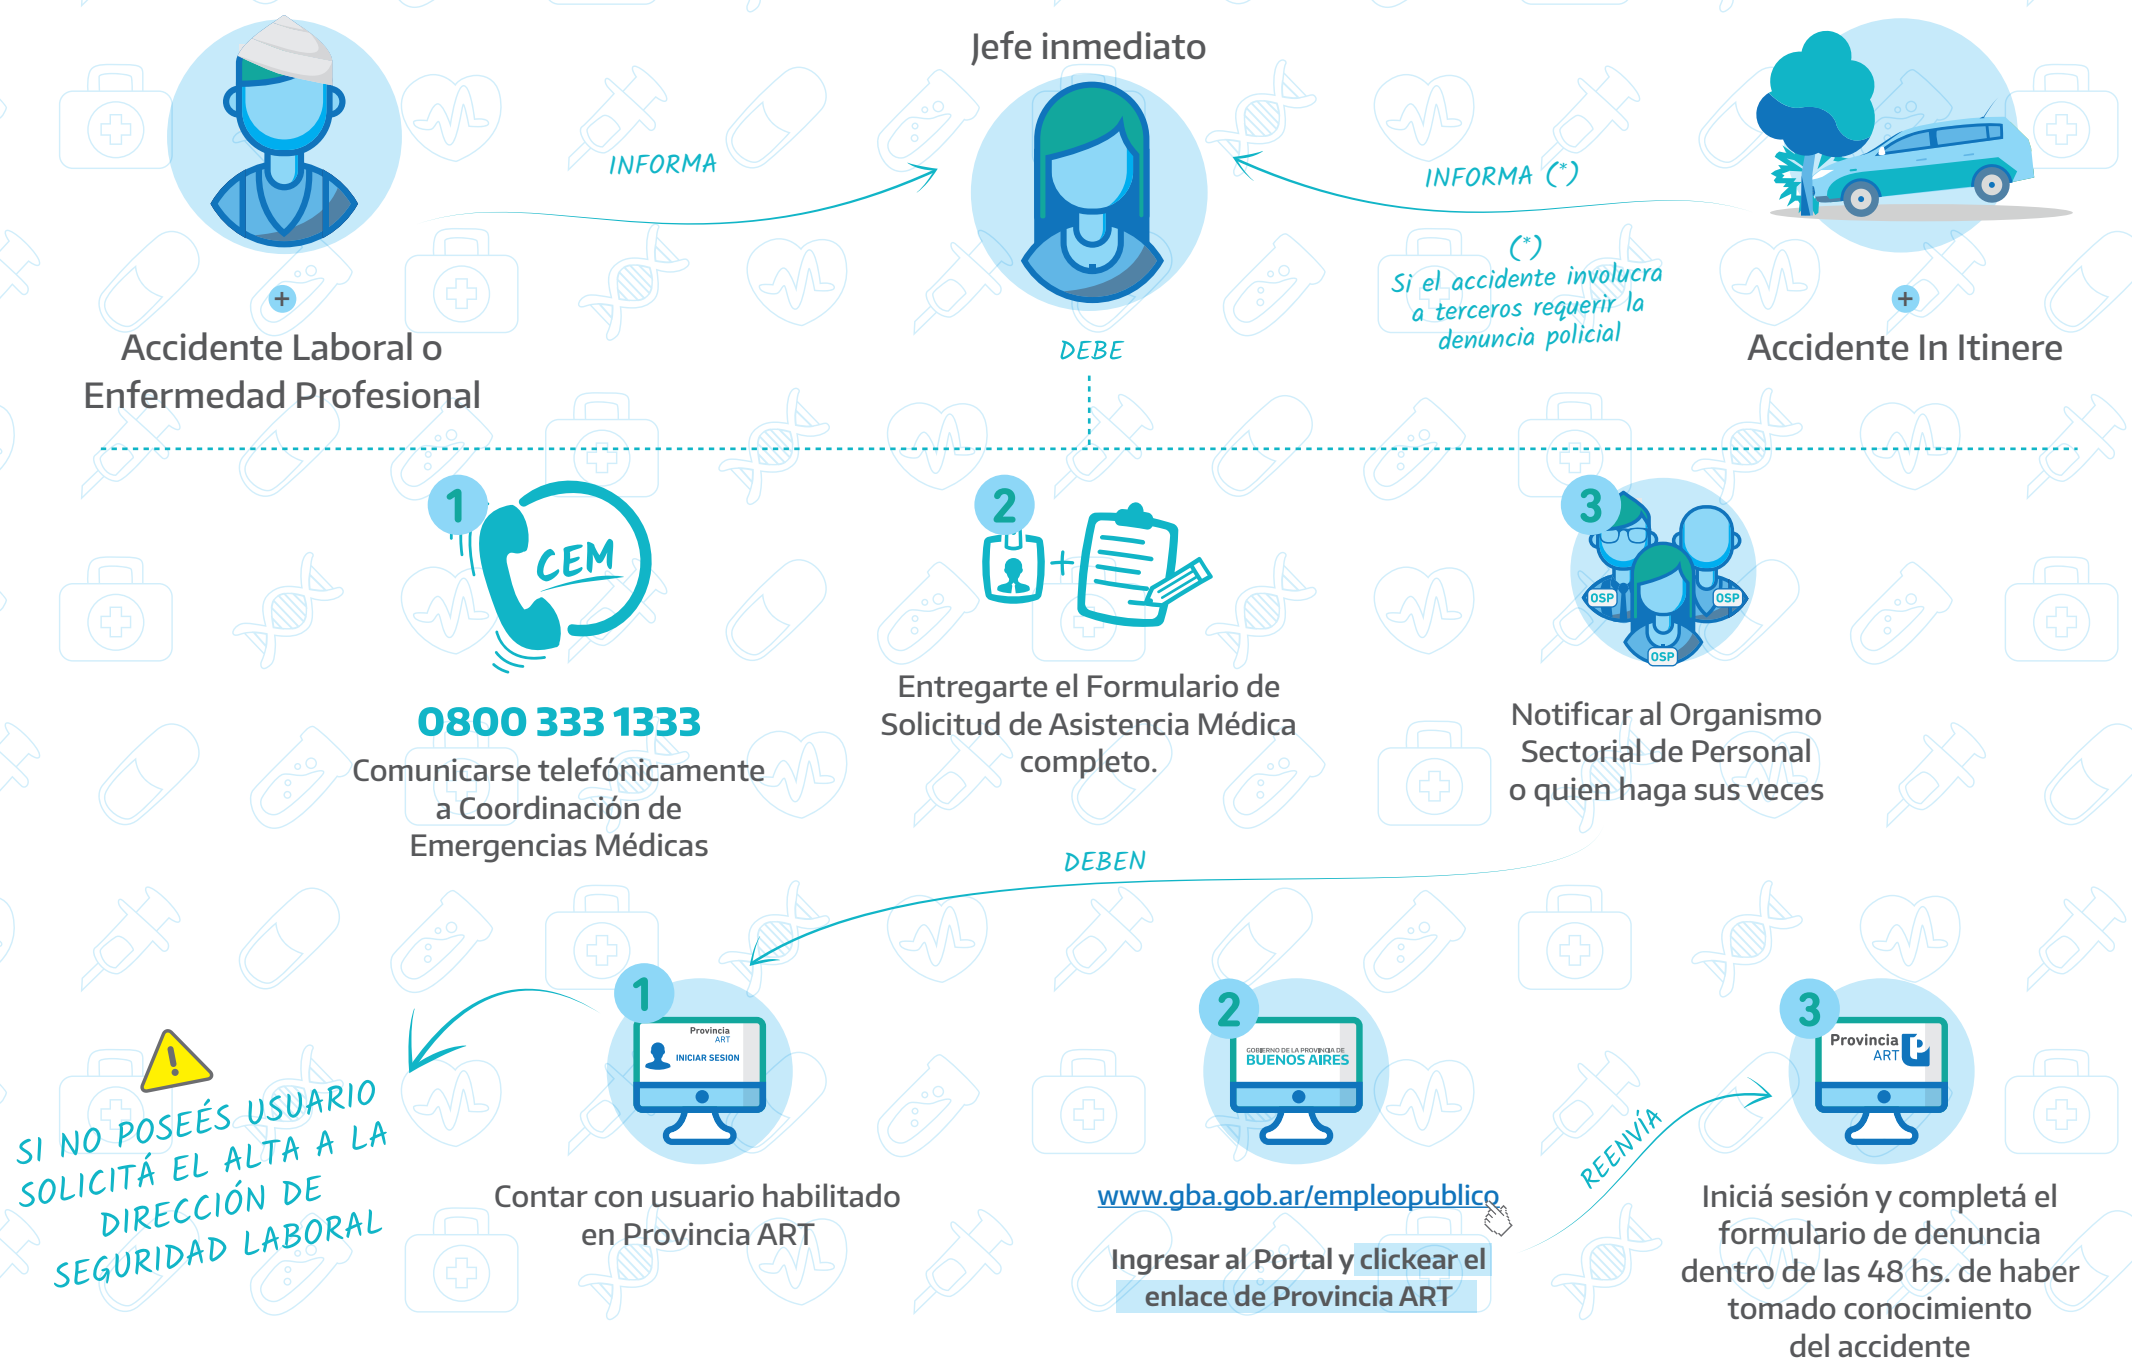 Jefe inmediato
INFORMA
INFORMA (*)
(*)
Si el accidente involucra
a terceros requerir la
denuncia policial
+
Accidente Laboral o
Enfermedad Profesional
DEBE
+
Accidente In Itinere
1
CEM
0800 333 1333
Comunicarse telefónicamente
a Coordinación de
Emergencias Médicas
2
+
Entregarte el Formulario de
Solicitud de Asistencia Médica
completo.
3
OSP
OSP
OSP
Notificar al Organismo
Sectorial de Personal
o quien haga sus veces
DEBEN
1
Provincia
ART
INICIAR SESION
Contar con usuario habilitado
en Provincia ART
SI NO POSEÉS USUARIO
SOLICITÁ EL ALTA A LA
DIRECCIÓN DE
SEGURIDAD LABORAL
2
GOBIERNO DE LA PROVINCIA DE
BUENOS AIRES
www.gba.gob.ar/empleopublico
Ingresar al Portal y clickear el
enlace de Provincia ART
REENVÍA
3
Provincia
ART
Iniciá sesión y completá el
formulario de denuncia
dentro de las 48 hs. de haber
tomado conocimiento
del accidente